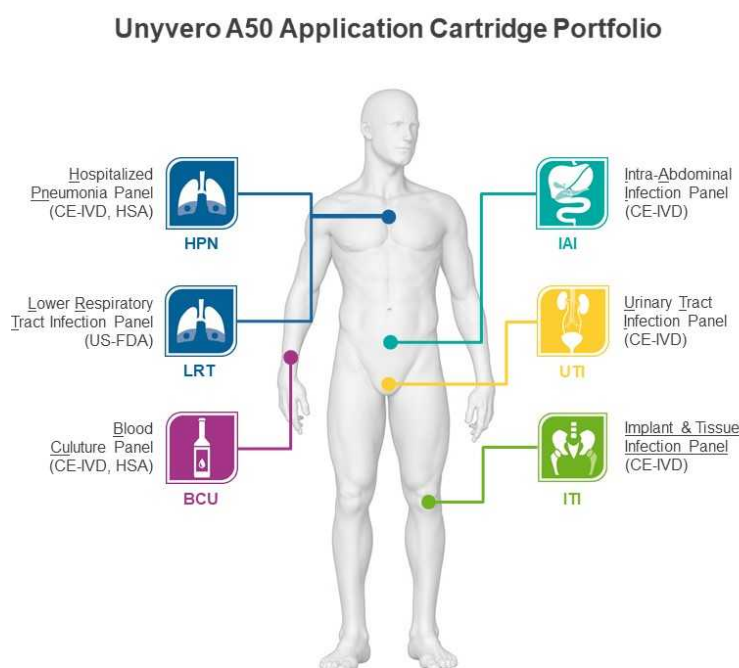 Unyvero A50 Application Cartridge Portfolio
Hospitalized
Pneumonia Panel
(CE-IVD, HSA)
HPN
Lower Respiratory
Tract Infection Panel
(US-FDA)
LRT
Blood
Culuture Panel
(CE-IVD, HSA)
BCU
Intra-Abdominal
Infection Panel
(CE-IVD)
IAI
Urinary Tract
Infection Panel
(CE-IVD)
UTI
Implant & Tissue
Infection Panel
(CE-IVD)
ITI